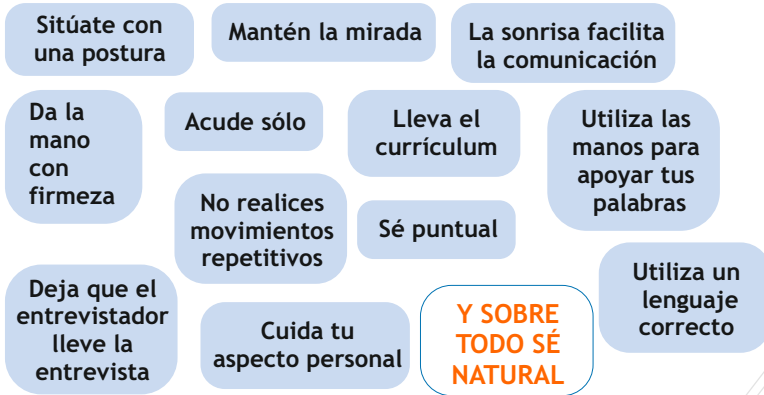 Sitúate con
una postura
Mantén la mirada
La sonrisa facilita
la comunicación
Da la
mano
con
firmeza
Acude sólo
Lleva el
currículum
Utiliza las
manos para
apoyar tus
palabras
No realices
movimientos
repetitivos
Sé puntual
Deja que el
entrevistador
lleve la
entrevista
Cuida tu
aspecto personal
Y SOBRE
TODO SÉ
NATURAL
Utiliza un
lenguaje
correcto